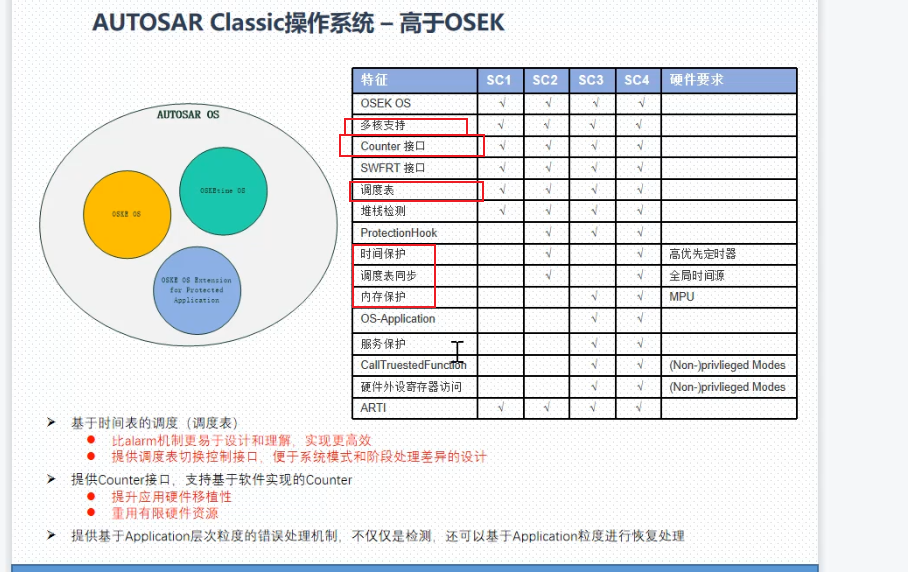 AUTOSAR Classic操作系统 – 高于OSEK
AUTOSAR OS
OSEK OS
OSEKtime OS
OSKE OS Extension
for Protected
Application
特征 SC1 SC2 SC3 SC4 硬件要求
OSEK OS √ √ √ √
多核支持 √ √ √ √
Counter 接口 √ √ √ √
SWFRT 接口 √ √ √ √
调度表 √ √ √ √
堆栈检测 √ √ √ √
ProtectionHook √ √ √
时间保护 √ √ 高优先定时器
调度表同步 √ √ 全局时间源
内存保护 √ √ MPU
OS-Application √ √
服务保护 √ √
CallTruestedFunction √ √ (Non-)privlieged Modes
硬件外设寄存器访问 √ √ (Non-)privlieged Modes
ARTI √ √ √ √
➤ 基于时间表的调度（调度表）
● 比alarm机制更易于设计和理解，实现更高效
● 提供调度表切换控制接口，便于系统模式和阶段处理差异的设计
➤ 提供Counter接口，支持基于软件实现的Counter
● 提升应用硬件移植性
● 重用有限硬件资源
➤ 提供基于Application层次粒度的错误处理机制，不仅仅是检测，还可以基于Application粒度进行恢复处理